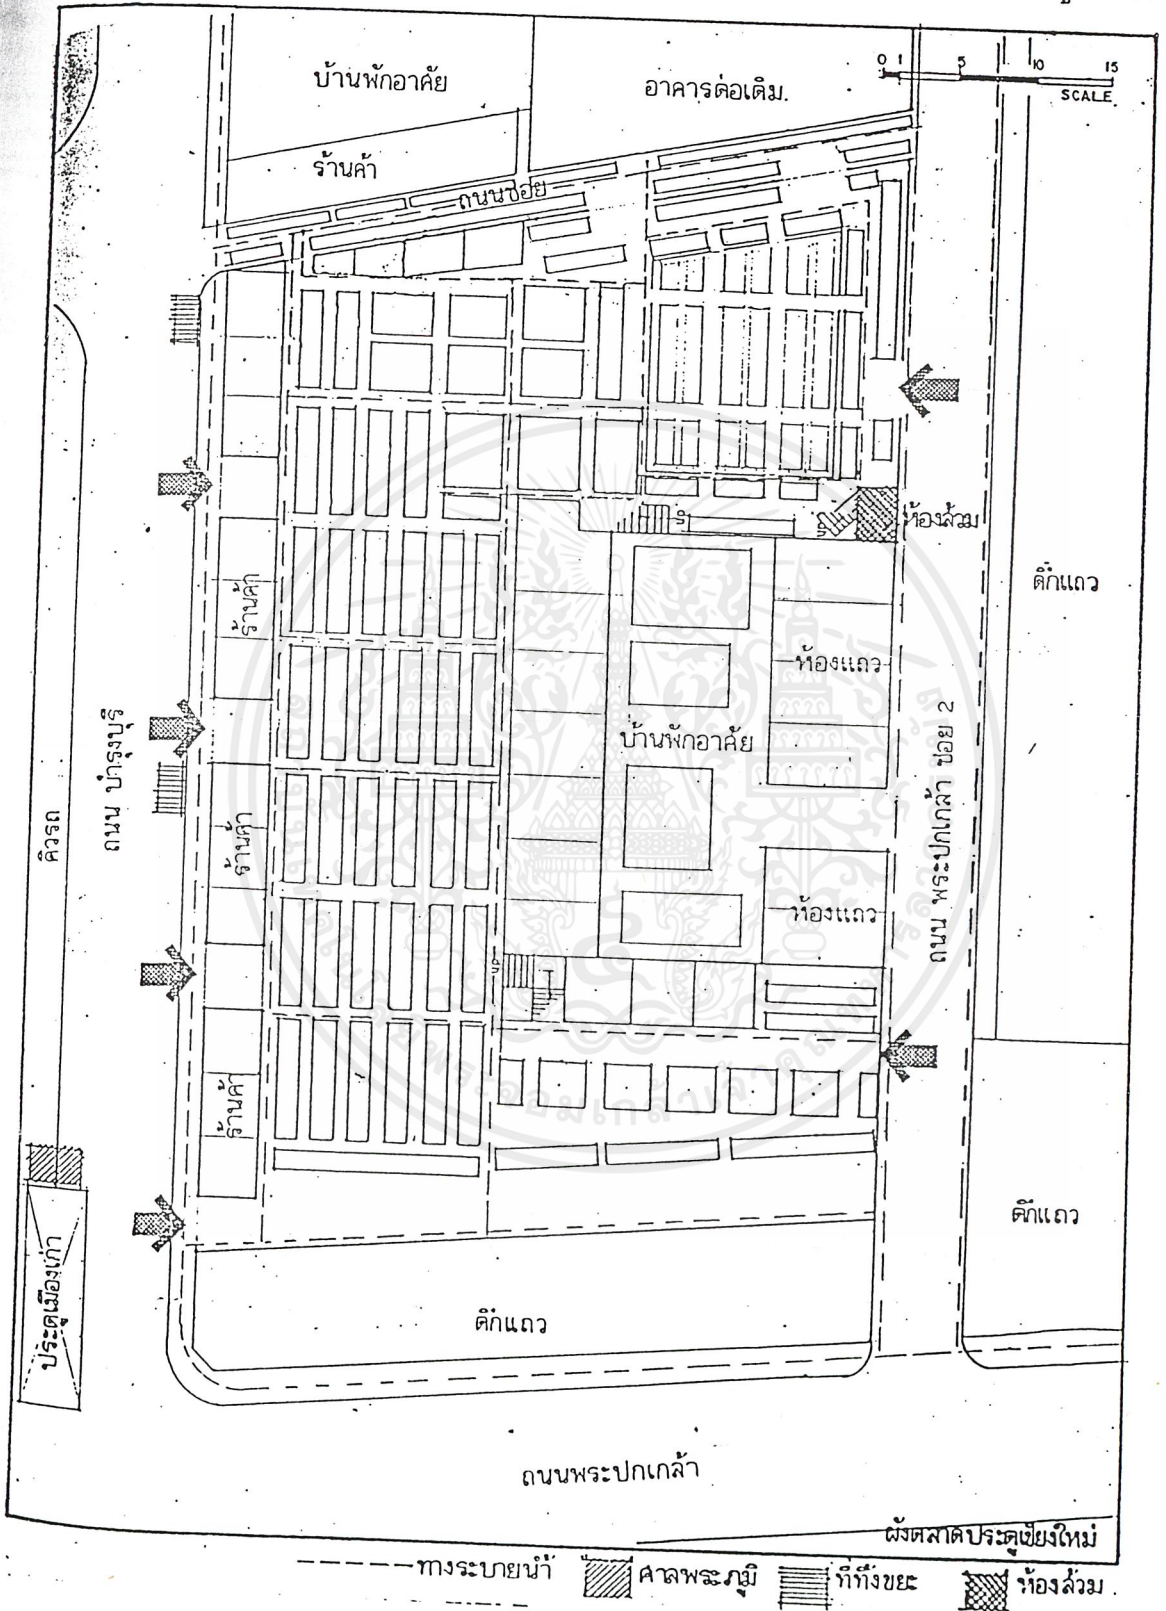 บ้านพักอาศัย
อาคารต่อเติม.
0 1 5 10 15
SCALE
ร้านค้า
ถนนซอย
UP
UP
ห้องส้วม
ตึกแถว
ร้านค้า
ห้องแถว
บ้านพักอาศัย
ถนน บำรุงบุรี
ถนน พระปกเกล้า ซอย 2
คิวรถ
ร้านค้า
ห้องแถว
UP
ร้านค้า
ตึกแถว
ประตูเมืองเก่า
ตึกแถว
ถนนพระปกเกล้า
ผังตลาดประตูเชียงใหม่
ทางระบายน้ำ ศาลพระภูมิ ที่ทิ้งขยะ ห้องส้วม.